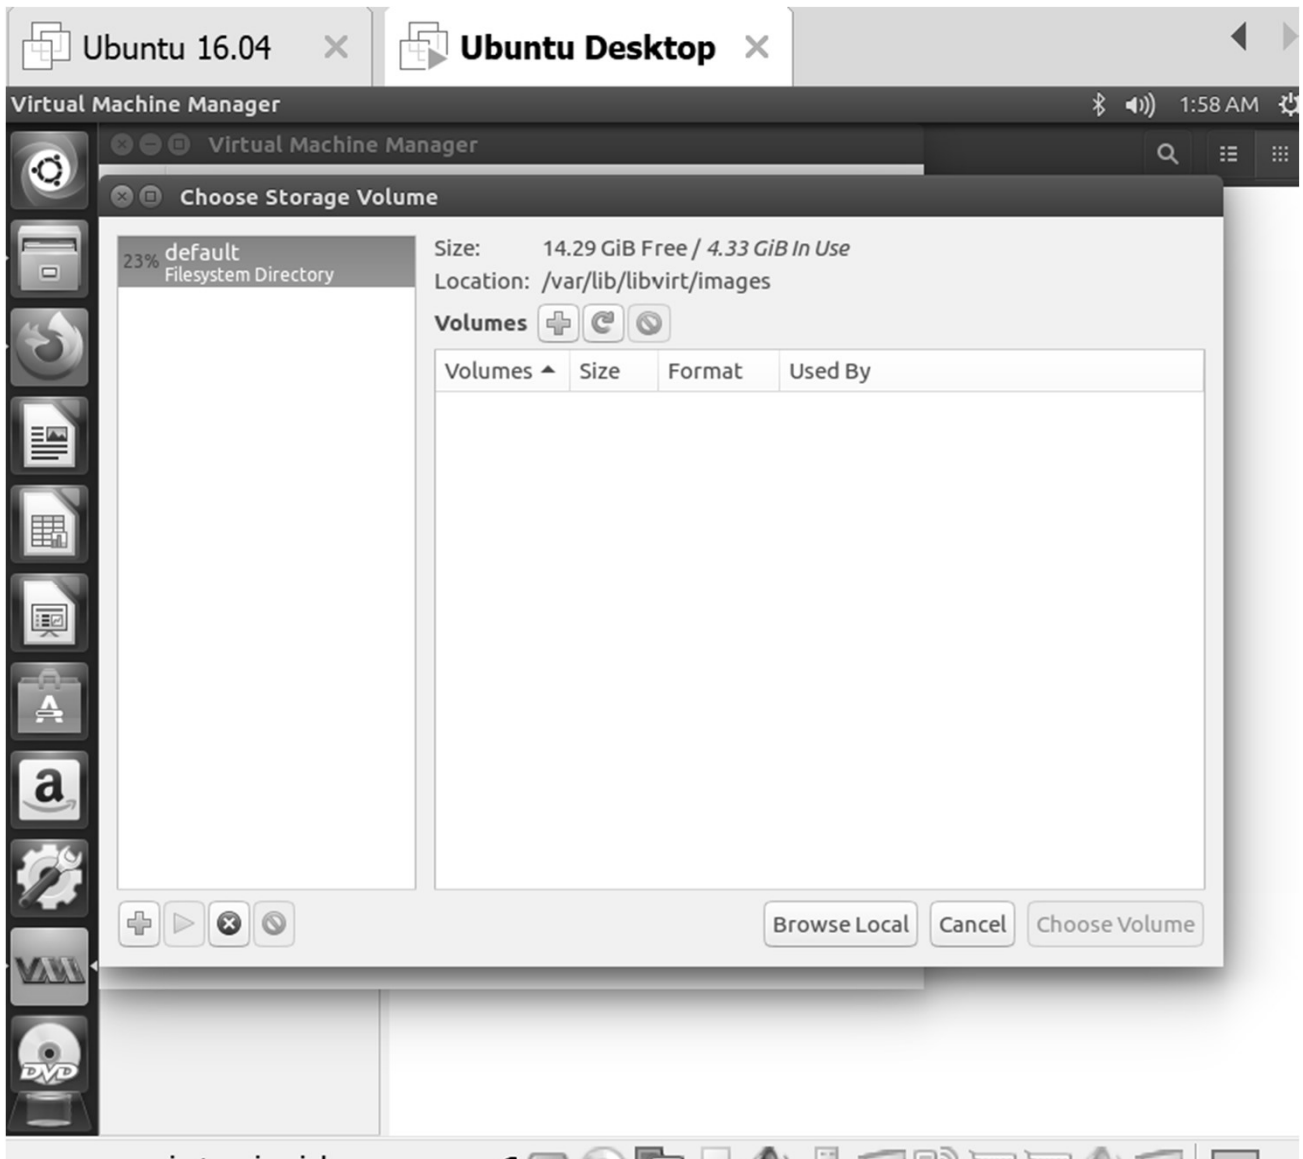 Ubuntu 16.04
Ubuntu Desktop
Virtual Machine Manager
1:58 AM
Virtual Machine Manager
Choose Storage Volume
23% default
Filesystem Directory
Size: 14.29 GiB Free / 4.33 GiB In Use
Location: /var/lib/libvirt/images
Volumes
Volumes Size Format Used By
Browse Local Cancel Choose Volume
A
a
VM
DVD